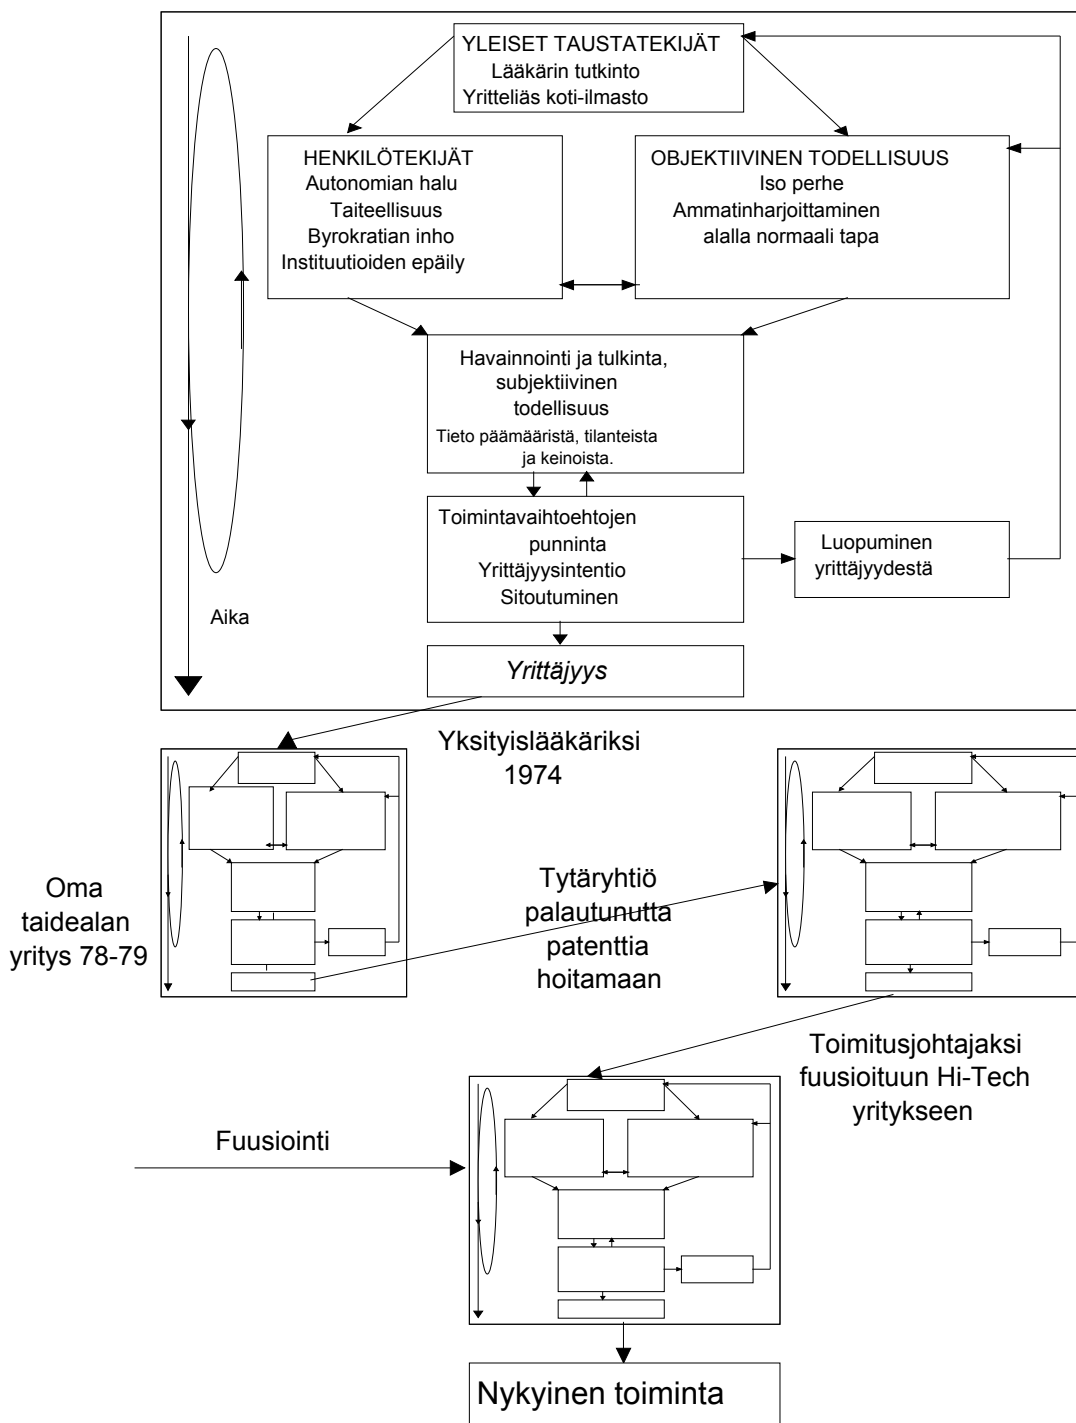 YLEISET TAUSTATEKIJÄT
Lääkärin tutkinto
Yritteliäs koti-ilmasto
HENKILÖTEKIJÄT
Autonomian halu
Taiteellisuus
Byrokratian inho
Instituutioiden epäily
OBJEKTIIVINEN TODELLISUUS
Iso perhe
Ammatinharjoittaminen
alalla normaali tapa
Havainnointi ja tulkinta,
subjektiivinen
todellisuus
Tieto päämääristä, tilanteista
ja keinoista.
Toimintavaihtoehtojen
punninta
Yrittäjyysintentio
Sitoutuminen
Luopuminen
yrittäjyydestä
Aika
Yrittäjyys
Yksityislääkäriksi
1974
Oma
taidealan
yritys 78-79
Tytäryhtiö
palautunutta
patenttia
hoitamaan
Toimitusjohtajaksi
fuusioituun Hi-Tech
yritykseen
Fuusiointi
Nykyinen toiminta